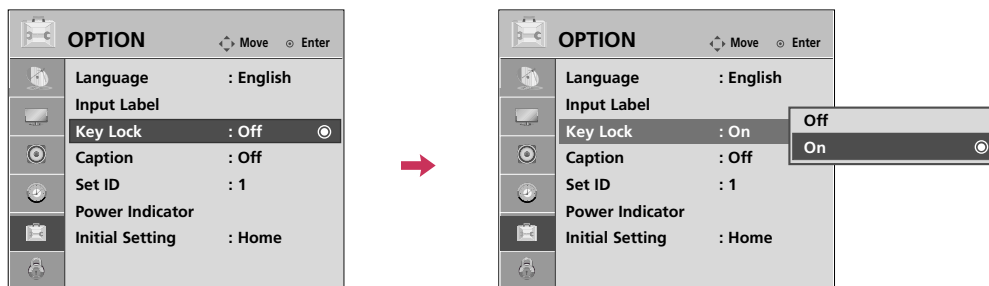 OPTION Move Enter
Language : English
Input Label
Key Lock : Off
Caption : Off
Set ID : 1
Power Indicator
Initial Setting : Home
OPTION Move Enter
Language : English
Input Label
Key Lock : On
Caption : Off
Set ID : 1
Power Indicator
Initial Setting : Home
Off
On